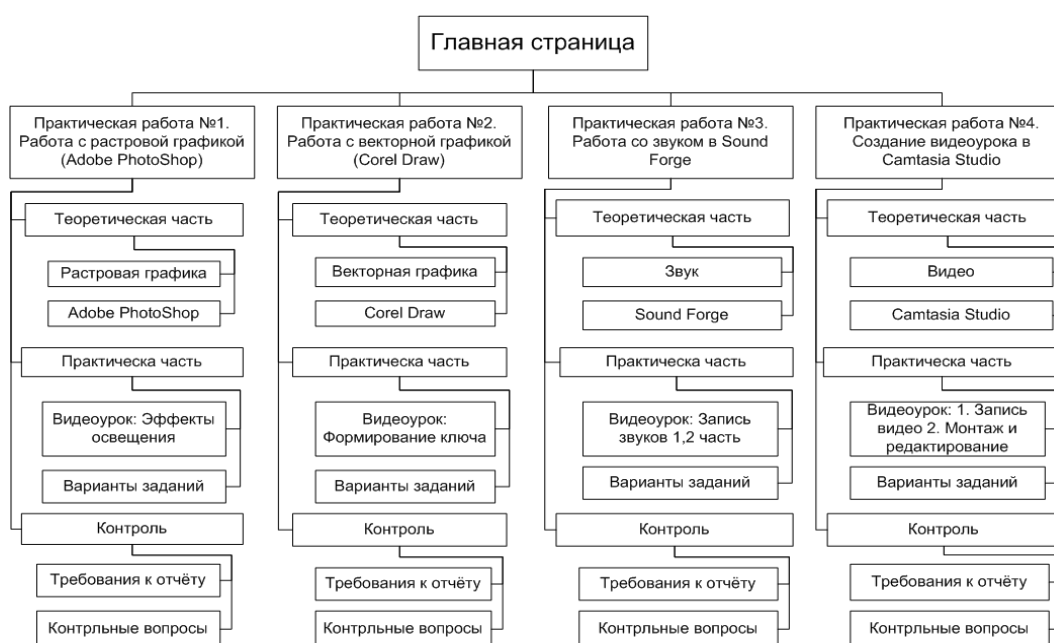 Главная страница
Практическая работа №1.
Работа с растровой графикой
(Adobe PhotoShop)
Теоретическая часть
Растровая графика
Adobe PhotoShop
Практическа часть
Видеоурок: Эффекты
освещения
Варианты заданий
Контроль
Требования к отчёту
Контрльные вопросы
Практическая работа №2.
Работа с векторной графикой
(Corel Draw)
Теоретическая часть
Векторная графика
Corel Draw
Практическа часть
Видеоурок:
Формирование ключа
Варианты заданий
Контроль
Требования к отчёту
Контрльные вопросы
Практическая работа №3.
Работа со звуком в Sound
Forge
Теоретическая часть
Звук
Sound Forge
Практическа часть
Видеоурок: Запись
звуков 1,2 часть
Варианты заданий
Контроль
Требования к отчёту
Контрльные вопросы
Практическая работа №4.
Создание видеоурока в
Camtasia Studio
Теоретическая часть
Видео
Camtasia Studio
Практическа часть
Видеоурок: 1. Запись
видео 2. Монтаж и
редактирование
Варианты заданий
Контроль
Требования к отчёту
Контрльные вопросы